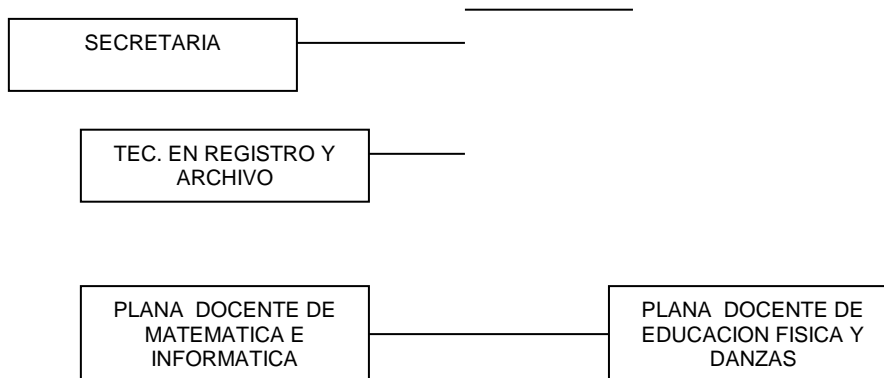 SECRETARIA
TEC. EN REGISTRO Y
ARCHIVO
PLANA DOCENTE DE
MATEMATICA E
INFORMATICA
PLANA DOCENTE DE
EDUCACION FISICA Y
DANZAS